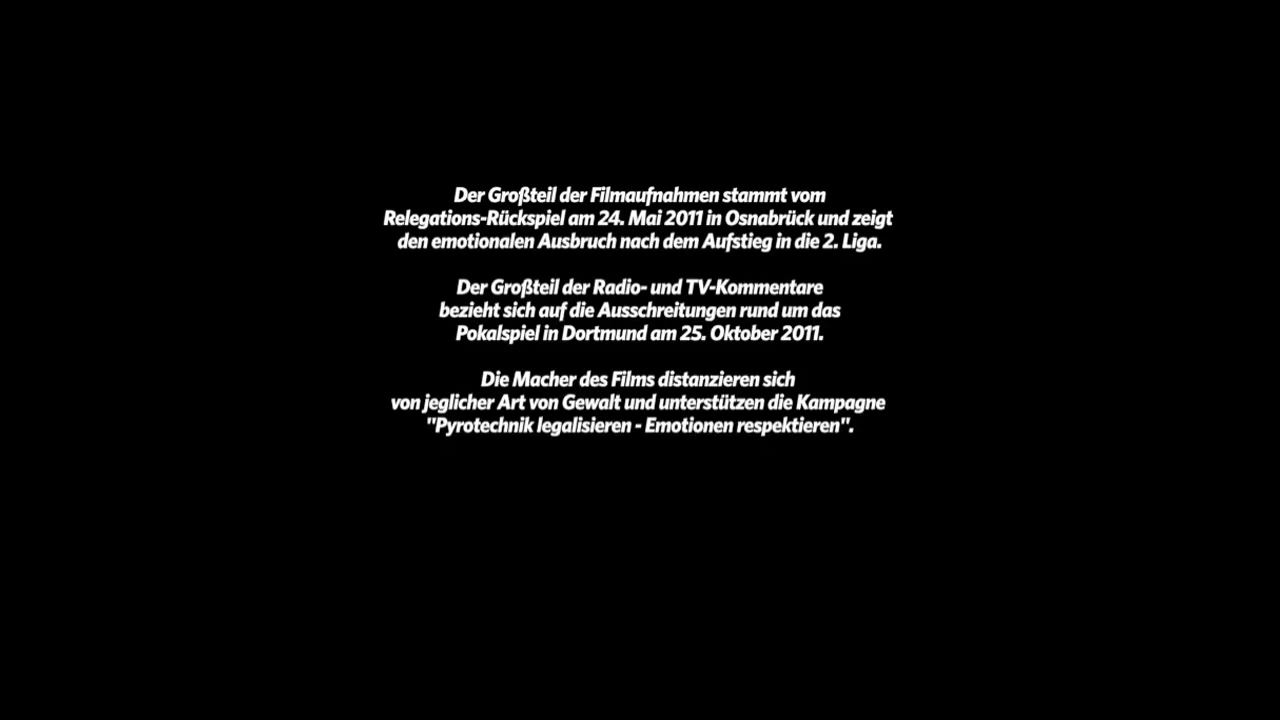 Der Großteil der Filmaufnahmen stammt vom
Relegations-Rückspiel am 24. Mai 2011 in Osnabrück und zeigt
den emotionalen Ausbruch nach dem Aufstieg in die 2. Liga.
Der Großteil der Radio- und TV-Kommentare
bezieht sich auf die Ausschreitungen rund um das
Pokalspiel in Dortmund am 25. Oktober 2011.
Die Macher des Films distanzieren sich
von jeglicher Art von Gewalt und unterstützen die Kampagne
"Pyrotechnik legalisieren - Emotionen respektieren".